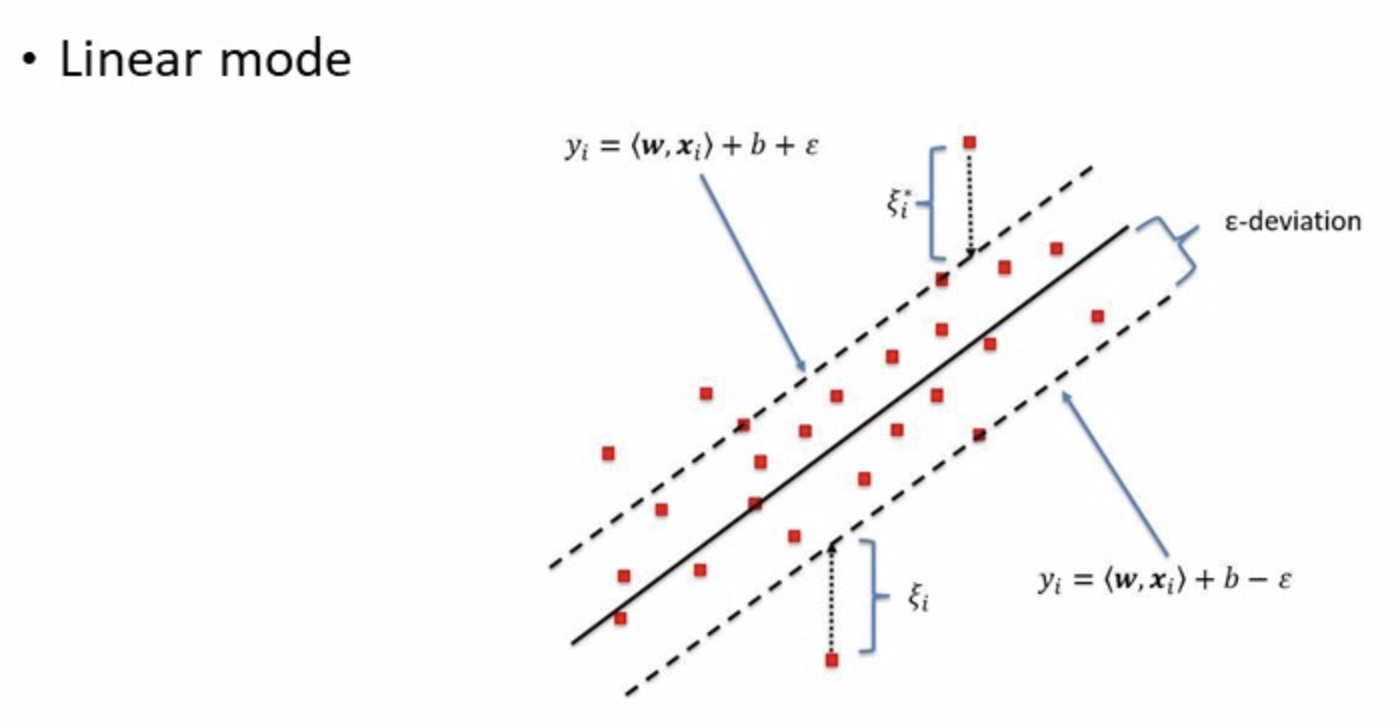 • Linear mode
yᵢ = ⟨w, xᵢ⟩ + b + ε
ξᵢ*
ε-deviation
yᵢ = ⟨w, xᵢ⟩ + b − ε
ξᵢ